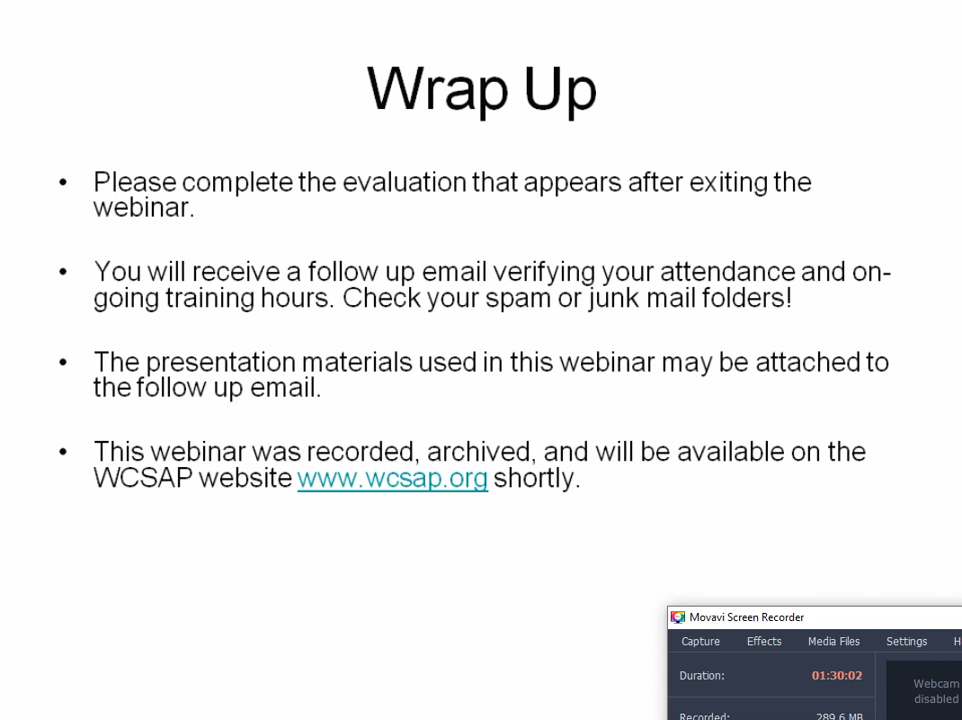 Wrap Up
• Please complete the evaluation that appears after exiting the
webinar.
• You will receive a follow up email verifying your attendance and on-
going training hours. Check your spam or junk mail folders!
• The presentation materials used in this webinar may be attached to
the follow up email.
• This webinar was recorded, archived, and will be available on the
WCSAP website www.wcsap.org shortly.
Movavi Screen Recorder
Capture Effects Media Files Settings H
Duration: 01:30:02
Webcam
disabled
Recorded: 289.6 MB